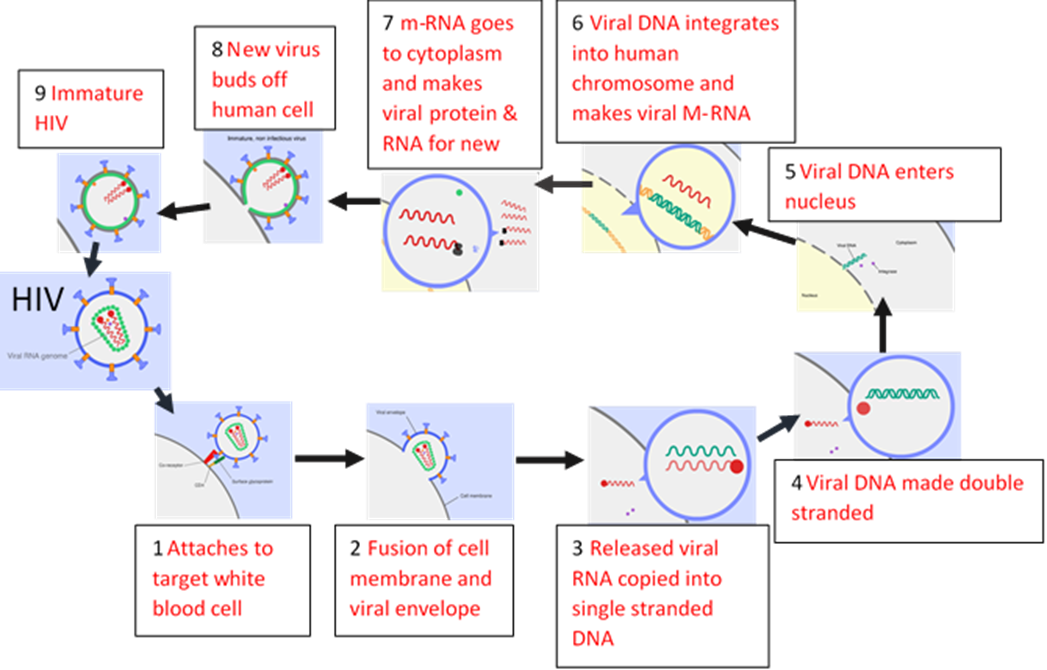 HIV
Viral RNA genome
Co-receptor
CD4
Surface glycoprotein
1 Attaches to
target white
blood cell
Viral envelope
Cell membrane
2 Fusion of cell
membrane and
viral envelope
3 Released viral
RNA copied into
single stranded
DNA
4 Viral DNA made double
stranded
5 Viral DNA enters
nucleus
Viral DNA
Cytoplasm
Integrase
Nucleus
6 Viral DNA integrates
into human
chromosome and
makes viral M-RNA
7 m-RNA goes
to cytoplasm
and makes
viral protein &
RNA for new
8 New virus
buds off
human cell
Immature, non infectious virus
9 Immature
HIV